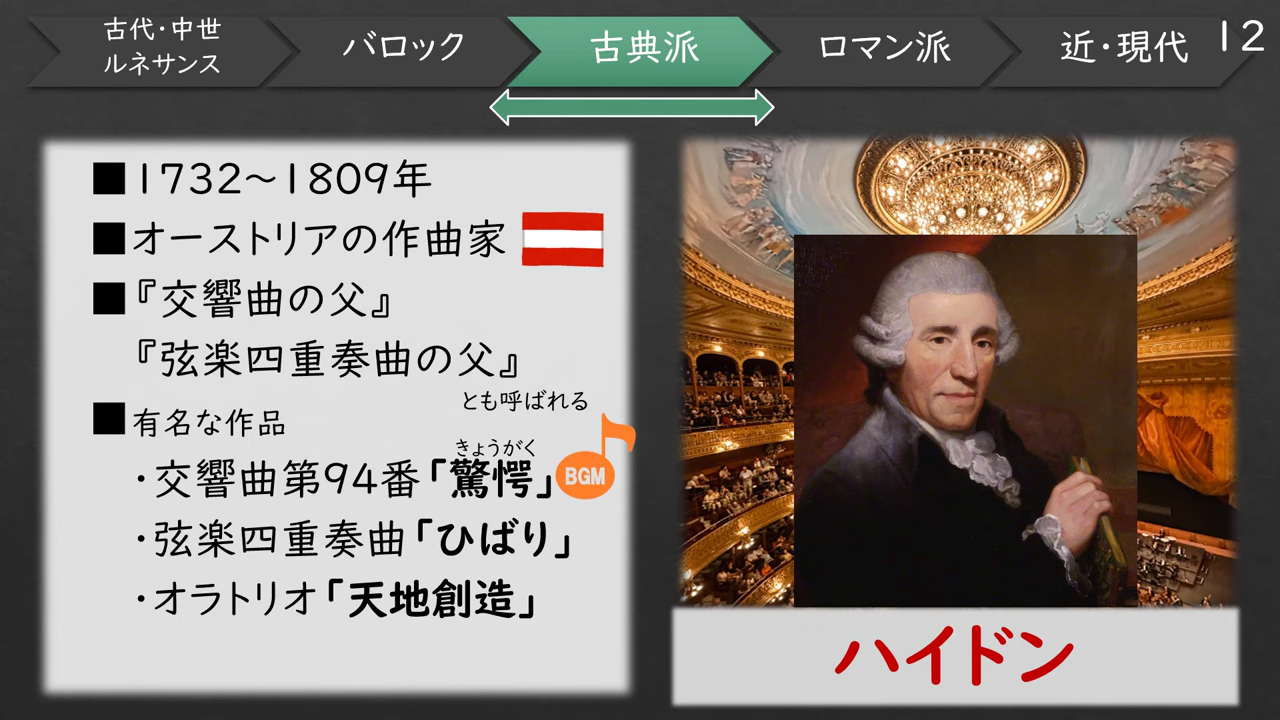 古代・中世
ルネサンス
バロック
古典派
ロマン派
近・現代
12
■1732～1809年
■オーストリアの作曲家
■『交響曲の父』
『弦楽四重奏曲の父』
とも呼ばれる
■有名な作品
きょうがく
・交響曲第94番「驚愕」
BGM
・弦楽四重奏曲「ひばり」
・オラトリオ「天地創造」
ハイドン